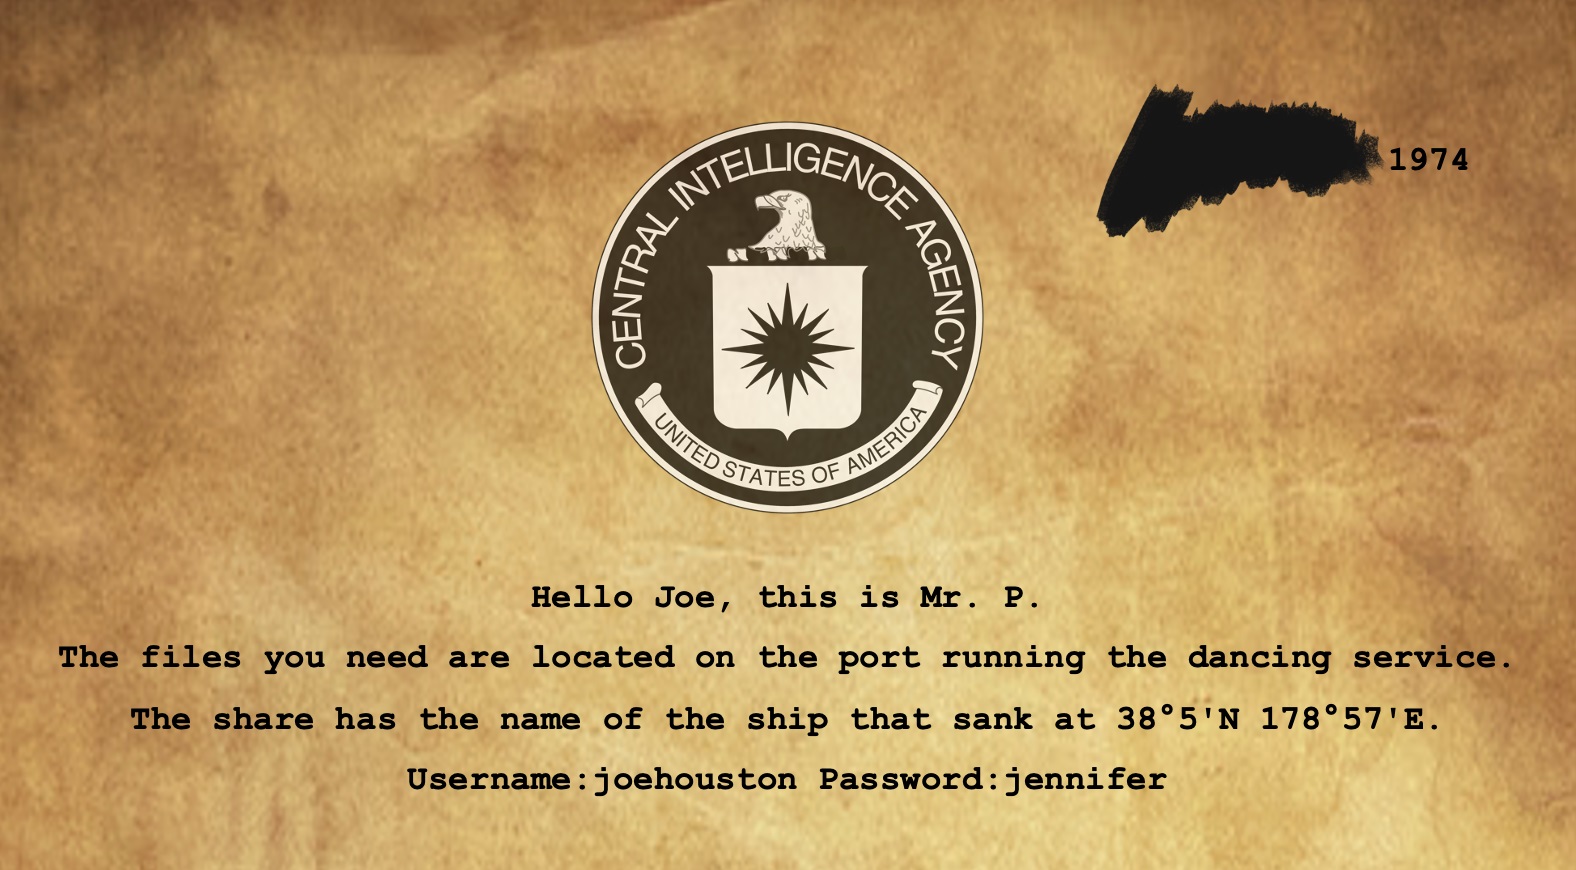 1974
CENTRAL INTELLIGENCE AGENCY
UNITED STATES OF AMERICA
Hello Joe, this is Mr. P.
The files you need are located on the port running the dancing service.
The share has the name of the ship that sank at 38°5'N 178°57'E.
Username:joehouston Password:jennifer